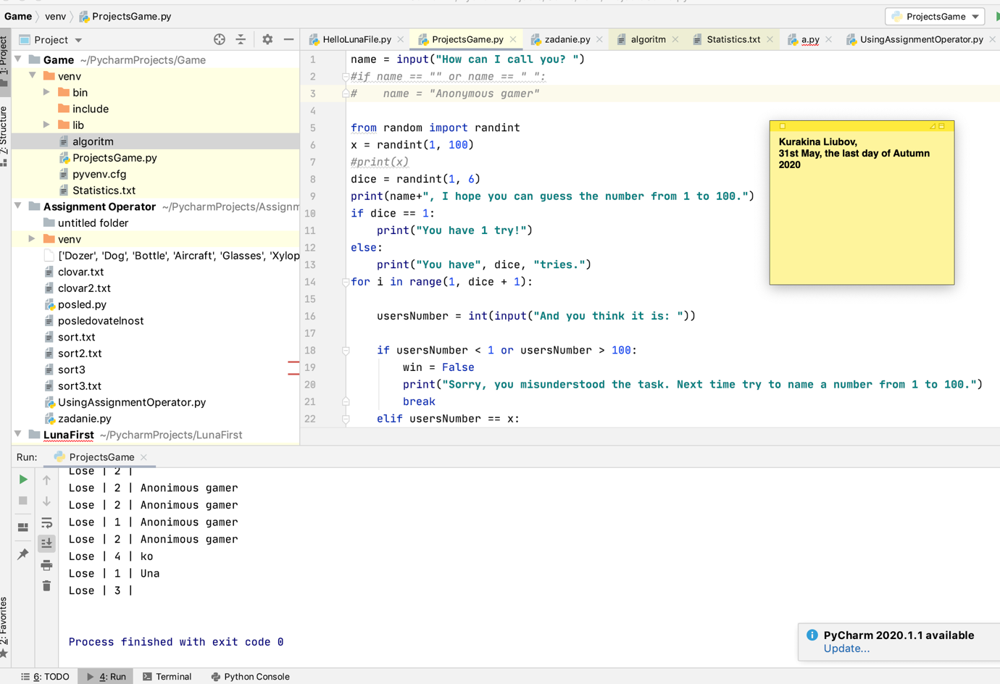 Game venv ProjectsGame.py
ProjectsGame
Project
HelloLunaFile.py ProjectsGame.py zadanie.py algoritm Statistics.txt a.py UsingAssignmentOperator.py
1: Project
7: Structure
2: Favorites
Game ~/PycharmProjects/Game
venv
bin
include
lib
algoritm
ProjectsGame.py
pyvenv.cfg
Statistics.txt
Assignment Operator ~/PycharmProjects/Assignm
untitled folder
venv
['Dozer', 'Dog', 'Bottle', 'Aircraft', 'Glasses', 'Xylop
clovar.txt
clovar2.txt
posled.py
posledovatelnost
sort.txt
sort2.txt
sort3
sort3.txt
UsingAssignmentOperator.py
zadanie.py
LunaFirst ~/PycharmProjects/LunaFirst
1 name = input("How can I call you? ")
2 #if name == "" or name == " ":
3 #    name = "Anonymous gamer"
4
5 from random import randint
6 x = randint(1, 100)
7 #print(x)
8 dice = randint(1, 6)
9 print(name+", I hope you can guess the number from 1 to 100.")
10 if dice == 1:
11     print("You have 1 try!")
12 else:
13     print("You have", dice, "tries.")
14 for i in range(1, dice + 1):
15
16     usersNumber = int(input("And you think it is: "))
17
18     if usersNumber < 1 or usersNumber > 100:
19         win = False
20         print("Sorry, you misunderstood the task. Next time try to name a number from 1 to 100.")
21         break
22     elif usersNumber == x:
Kurakina Liubov,
31st May, the last day of Autumn
2020
Run: ProjectsGame
Lose | 2 |
Lose | 2 | Anonimous gamer
Lose | 2 | Anonimous gamer
Lose | 1 | Anonimous gamer
Lose | 2 | Anonimous gamer
Lose | 4 | ko
Lose | 1 | Una
Lose | 3 |
Process finished with exit code 0
PyCharm 2020.1.1 available
Update...
6: TODO 4: Run Terminal Python Console